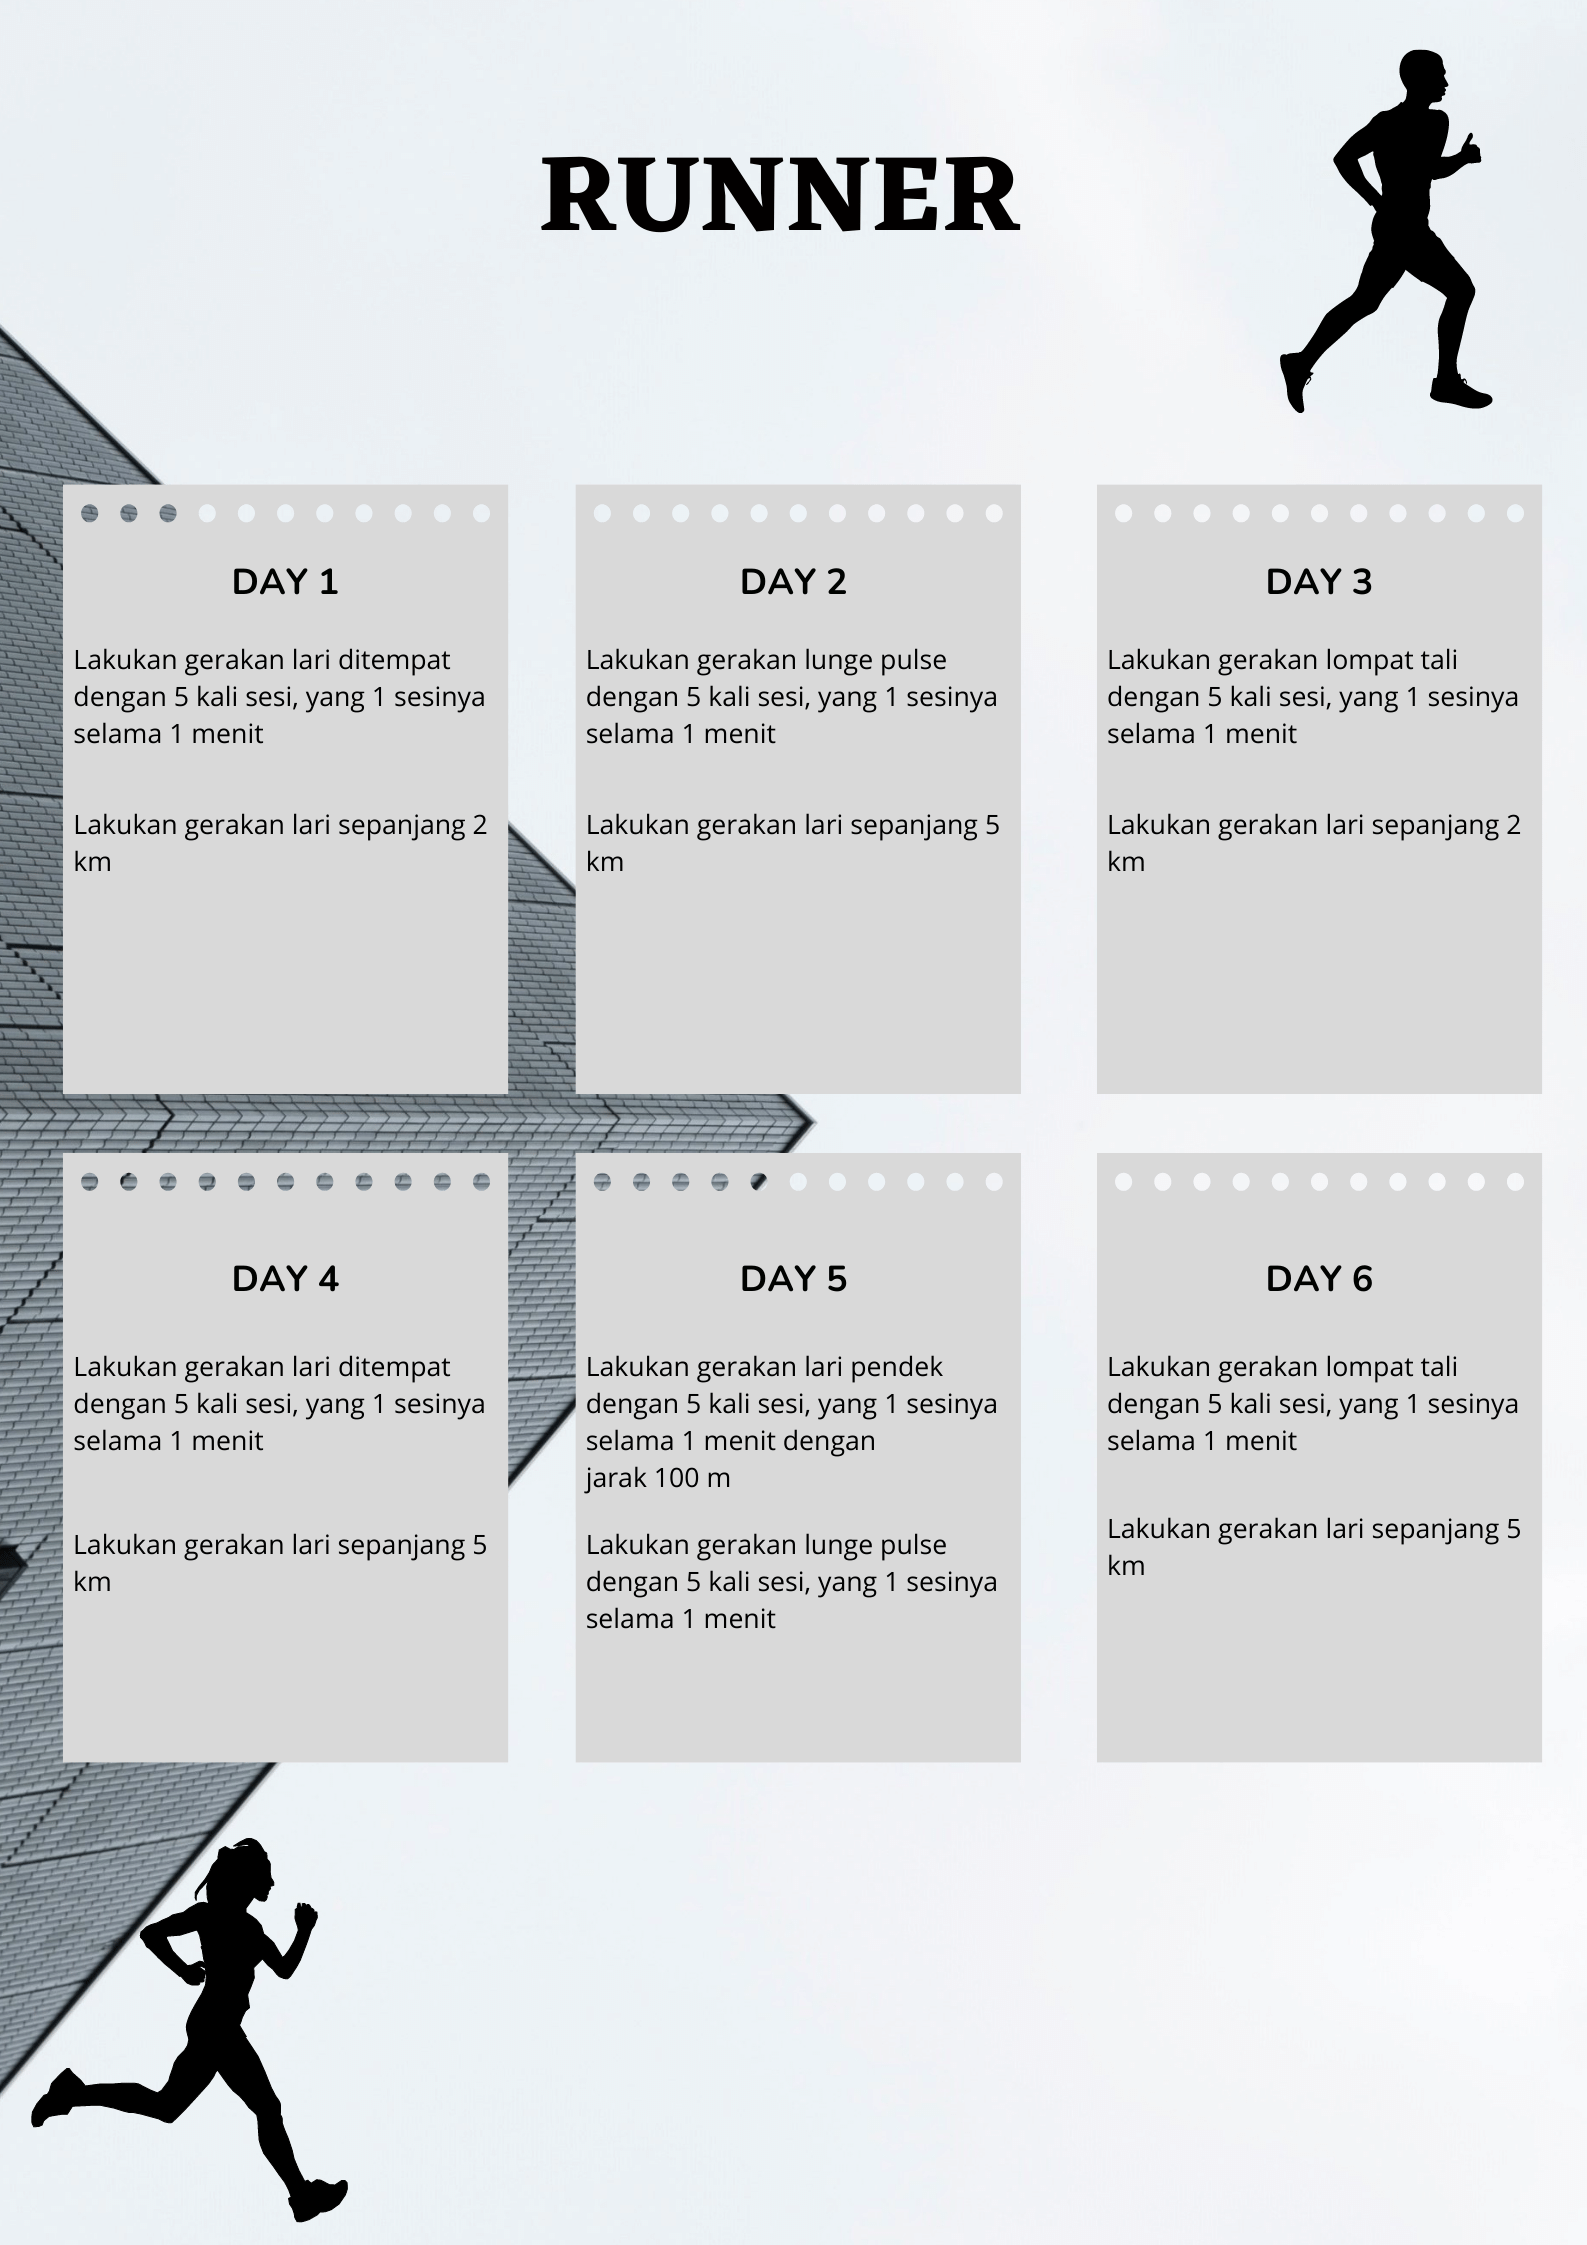 RUNNER
DAY 1
Lakukan gerakan lari ditempat
dengan 5 kali sesi, yang 1 sesinya
selama 1 menit
Lakukan gerakan lari sepanjang 2
km
DAY 2
Lakukan gerakan lunge pulse
dengan 5 kali sesi, yang 1 sesinya
selama 1 menit
Lakukan gerakan lari sepanjang 5
km
DAY 3
Lakukan gerakan lompat tali
dengan 5 kali sesi, yang 1 sesinya
selama 1 menit
Lakukan gerakan lari sepanjang 2
km
DAY 4
Lakukan gerakan lari ditempat
dengan 5 kali sesi, yang 1 sesinya
selama 1 menit
Lakukan gerakan lari sepanjang 5
km
DAY 5
Lakukan gerakan lari pendek
dengan 5 kali sesi, yang 1 sesinya
selama 1 menit dengan
jarak 100 m
Lakukan gerakan lunge pulse
dengan 5 kali sesi, yang 1 sesinya
selama 1 menit
DAY 6
Lakukan gerakan lompat tali
dengan 5 kali sesi, yang 1 sesinya
selama 1 menit
Lakukan gerakan lari sepanjang 5
km